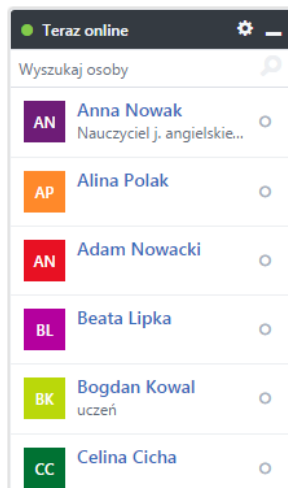 Teraz online
Wyszukaj osoby
AN
Anna Nowak
Nauczyciel j. angielskie...
AP
Alina Polak
AN
Adam Nowacki
BL
Beata Lipka
BK
Bogdan Kowal
uczeń
CC
Celina Cicha